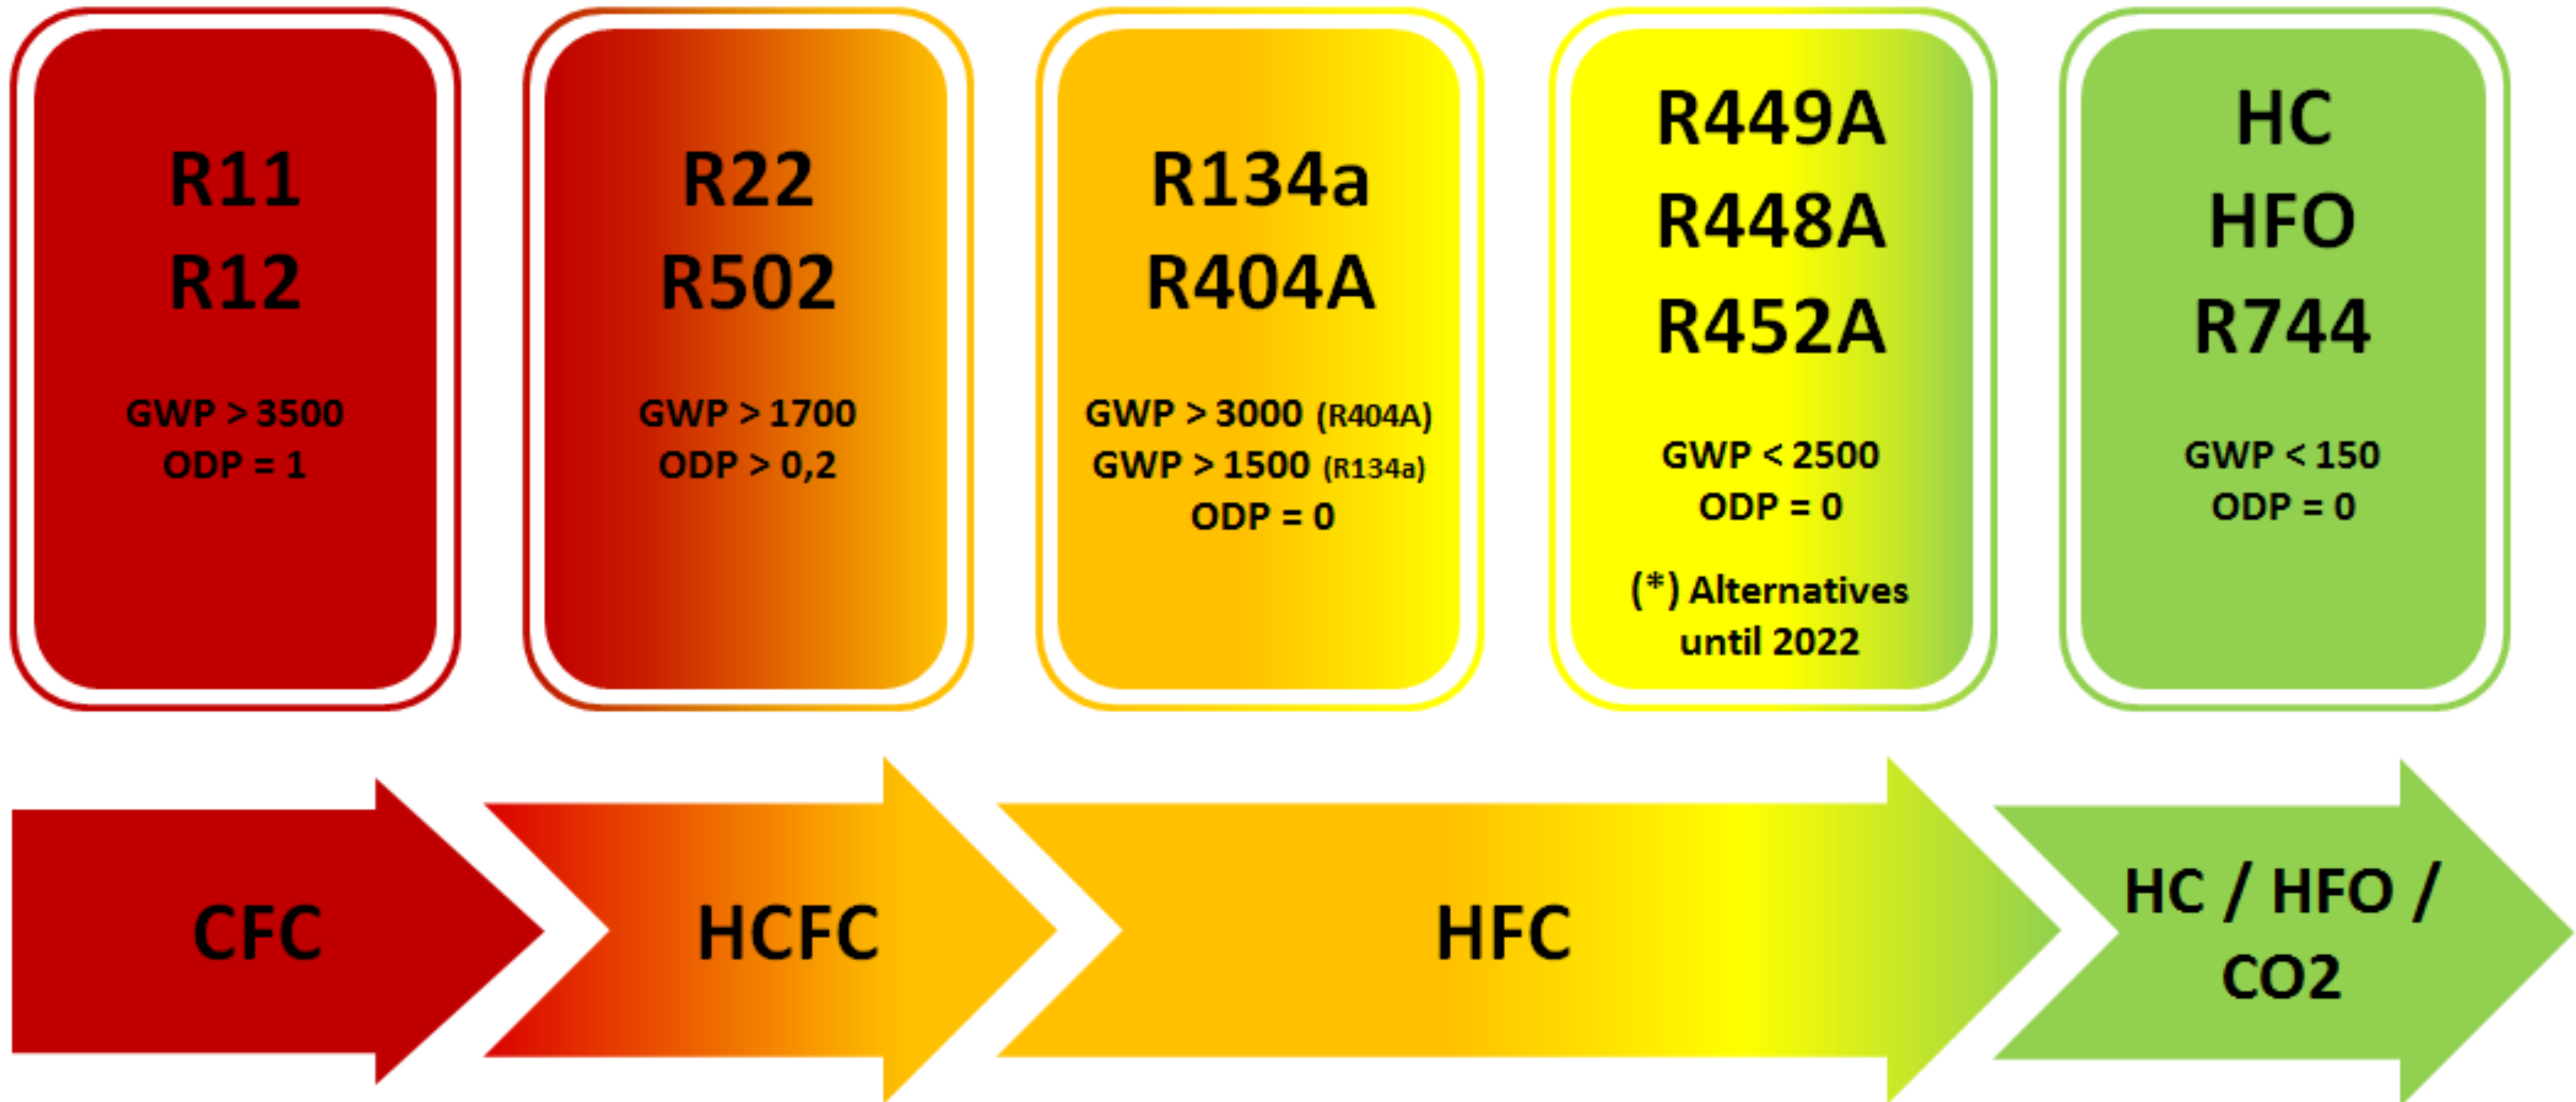 R11
R12
GWP > 3500
ODP = 1
R22
R502
GWP > 1700
ODP > 0,2
R134a
R404A
GWP > 3000 (R404A)
GWP > 1500 (R134a)
ODP = 0
R449A
R448A
R452A
GWP < 2500
ODP = 0
(*) Alternatives
until 2022
HC
HFO
R744
GWP < 150
ODP = 0
CFC
HCFC
HFC
HC / HFO /
CO2